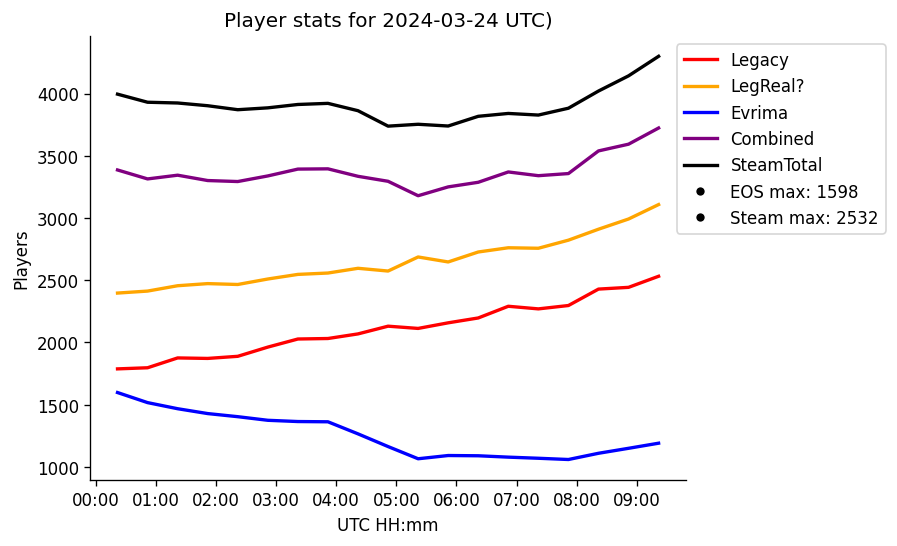 Player stats for 2024-03-24 UTC)
Legacy
LegReal?
Evrima
Combined
SteamTotal
EOS max: 1598
Steam max: 2532
Players
4000
3500
3000
2500
2000
1500
1000
00:00 01:00 02:00 03:00 04:00 05:00 06:00 07:00 08:00 09:00
UTC HH:mm